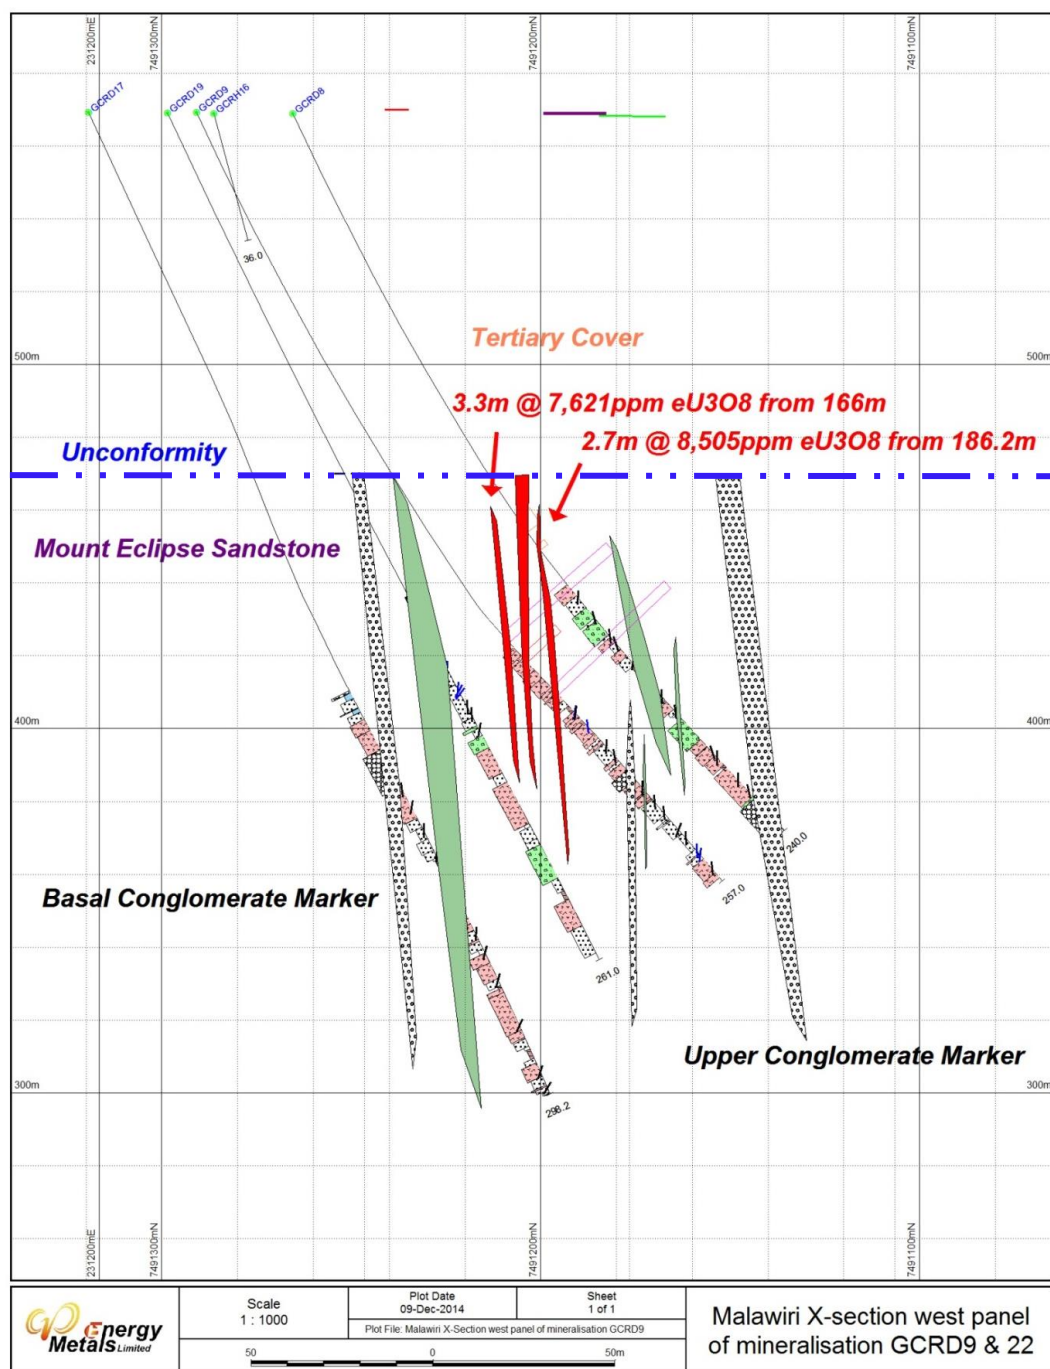 231200mE
7491300mN
7491200mN
7491100mN
GCRD17
GCRD19
GCRD9
GCRH16
GCRD8
36.0
Tertiary Cover
500m
500m
3.3m @ 7,621ppm eU3O8 from 166m
2.7m @ 8,505ppm eU3O8 from 186.2m
Unconformity
Mount Eclipse Sandstone
400m
400m
240.0
257.0
Basal Conglomerate Marker
261.0
Upper Conglomerate Marker
300m
300m
298.2
231200mE
7491300mN
7491200mN
7491100mN
Energy
Metals Limited
Scale
1 : 1000
Plot Date
09-Dec-2014
Sheet
1 of 1
Plot File: Malawiri X-Section west panel of mineralisation GCRD9
50
0
50m
Malawiri X-section west panel
of mineralisation GCRD9 & 22